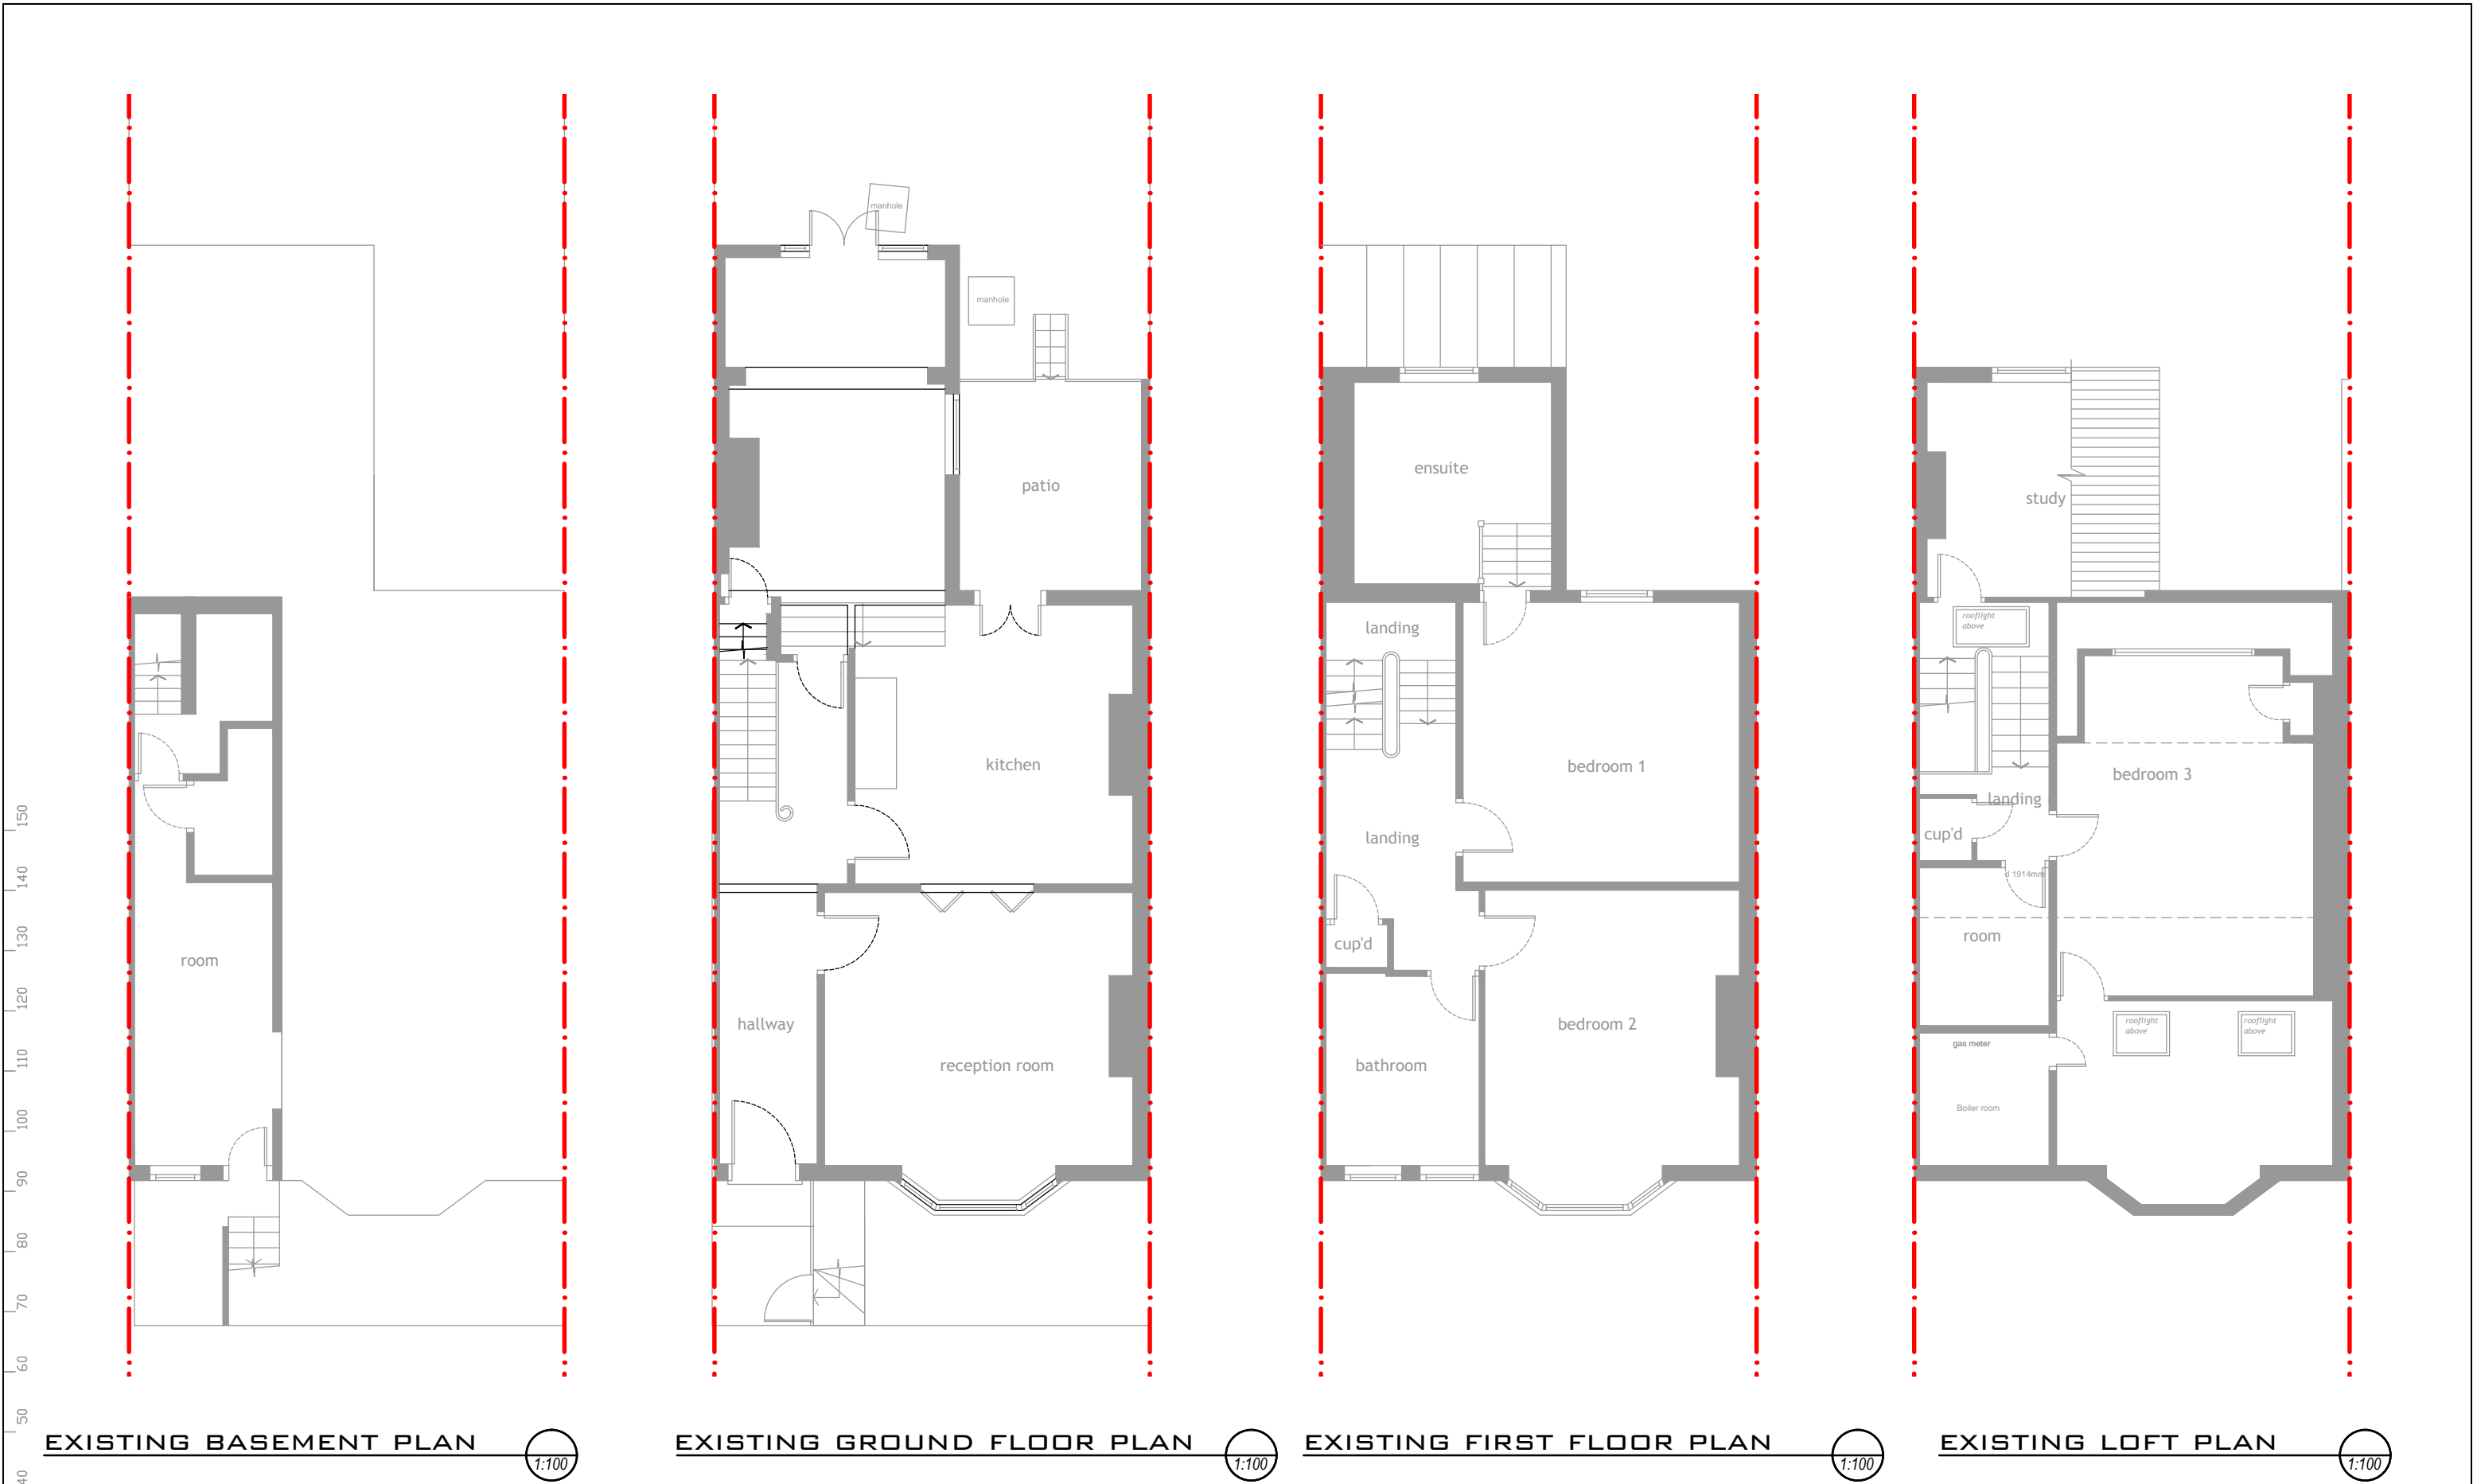 manhole
manhole
patio
kitchen
hallway
reception room
room
ensuite
landing
bedroom 1
landing
cup'd
bedroom 2
bathroom
study
rooflight
above
bedroom 3
landing
cup'd
d 1914mm
room
rooflight
above
rooflight
above
gas meter
Boiler room
150
140
130
120
110
100
90
80
70
60
50
40
EXISTING BASEMENT PLAN
1:100
EXISTING GROUND FLOOR PLAN
1:100
EXISTING FIRST FLOOR PLAN
1:100
EXISTING LOFT PLAN
1:100